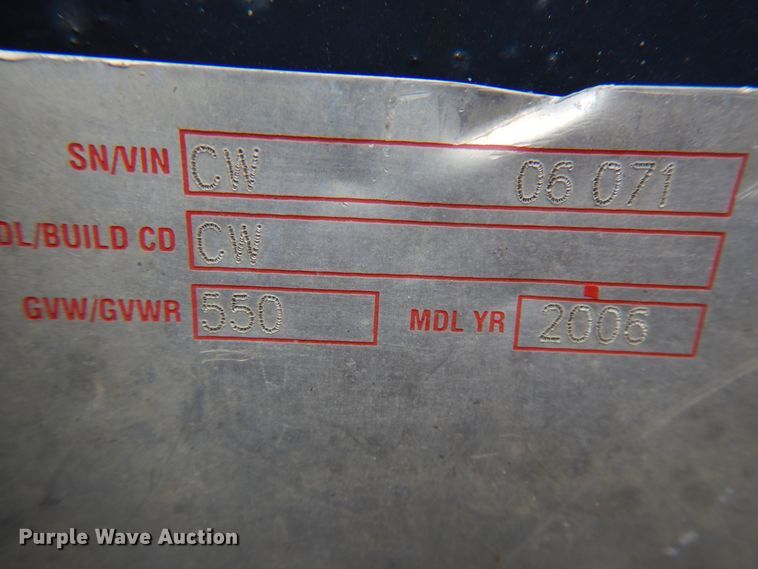 SN/VIN CW 06 071
DL/BUILD CD CW
GVW/GVWR 550 MDL YR 2006
Purple Wave Auction